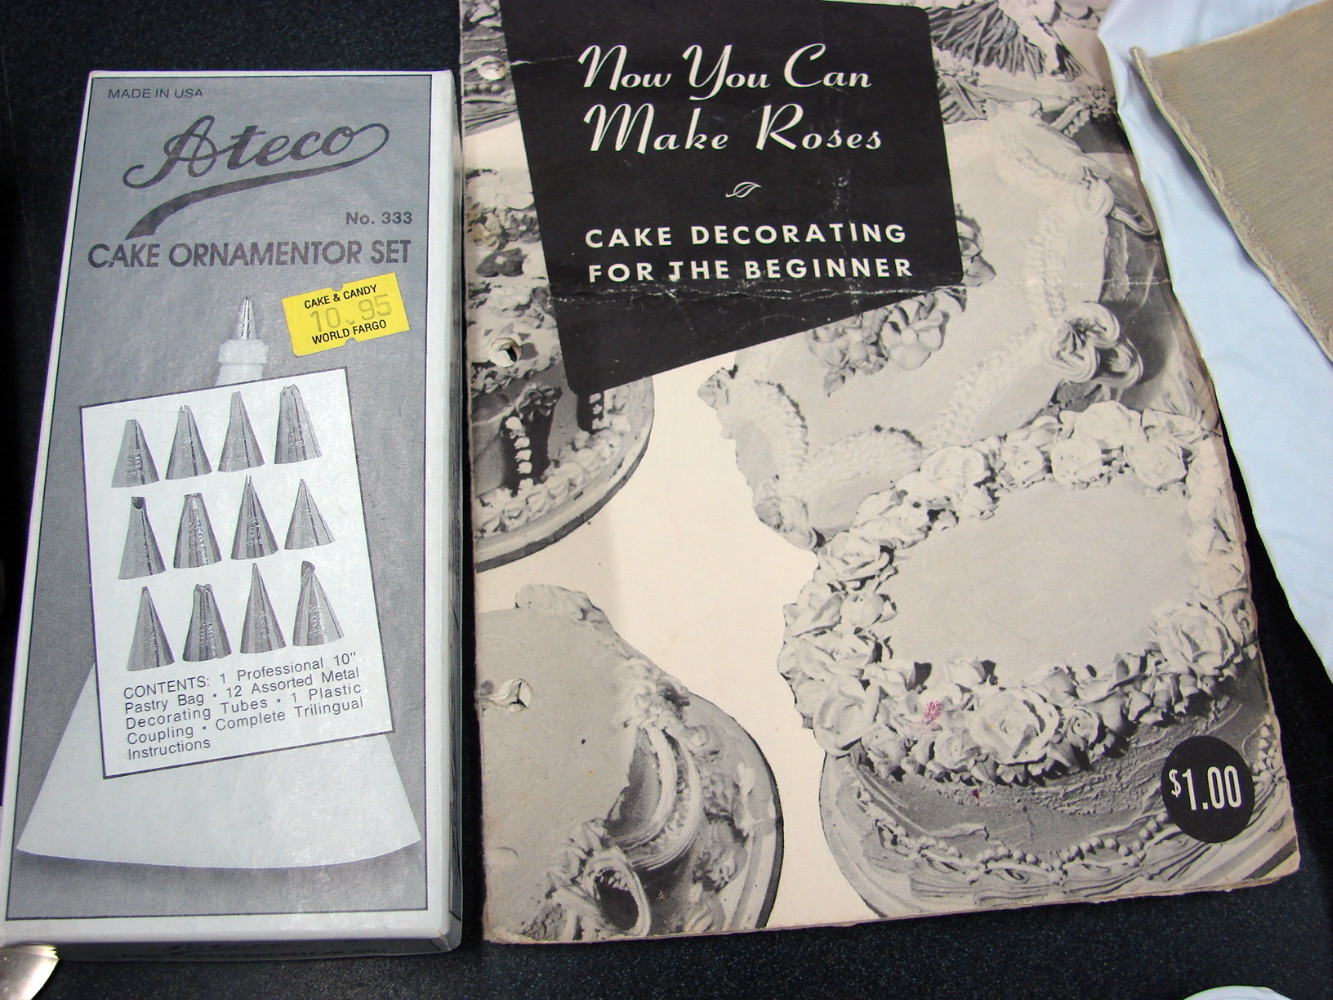 MADE IN USA
Ateco
No. 333
CAKE ORNAMENTOR SET
CAKE & CANDY
10.95
WORLD FARGO
CONTENTS: 1 Professional 10"
Pastry Bag • 12 Assorted Metal
Decorating Tubes • 1 Plastic
Coupling • Complete Trilingual
Instructions
Now You Can
Make Roses
CAKE DECORATING
FOR THE BEGINNER
$1.00